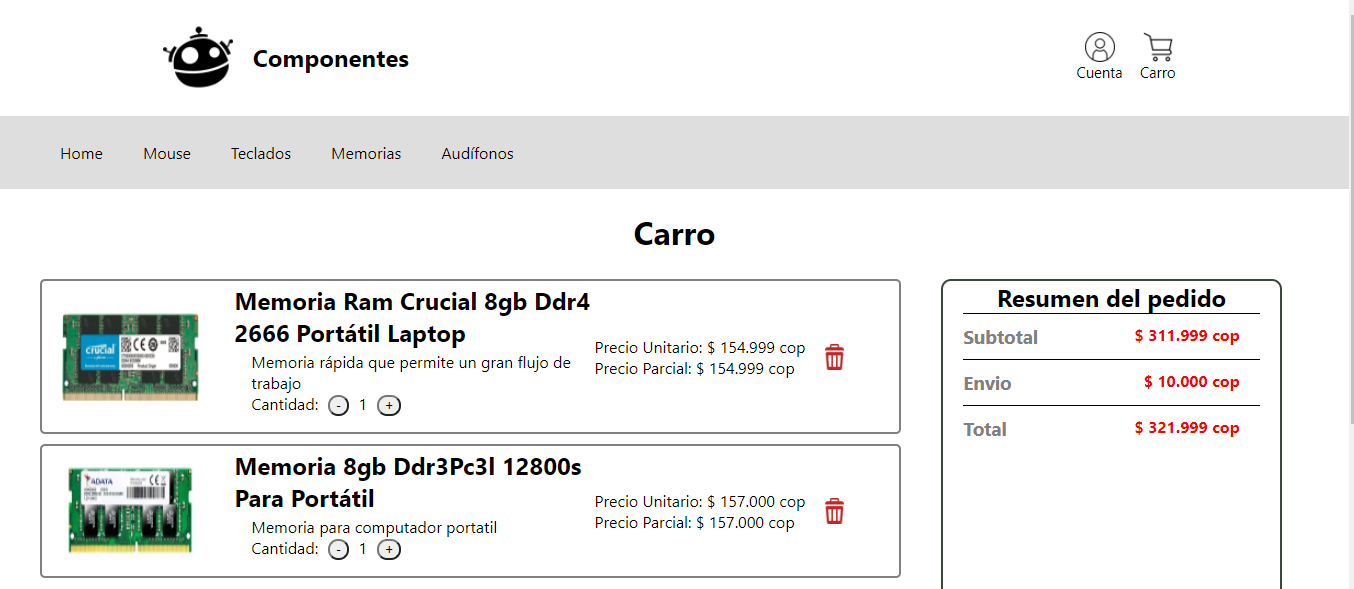 Componentes
Cuenta
Carro
Home
Mouse
Teclados
Memorias
Audífonos
Carro
Memoria Ram Crucial 8gb Ddr4
2666 Portátil Laptop
Memoria rápida que permite un gran flujo de
trabajo
Cantidad: - 1 +
Precio Unitario: $ 154.999 cop
Precio Parcial: $ 154.999 cop
crucial
Memoria 8gb Ddr3Pc3l 12800s
Para Portátil
Memoria para computador portatil
Cantidad: - 1 +
Precio Unitario: $ 157.000 cop
Precio Parcial: $ 157.000 cop
ADATA
Resumen del pedido
Subtotal $ 311.999 cop
Envio $ 10.000 cop
Total $ 321.999 cop